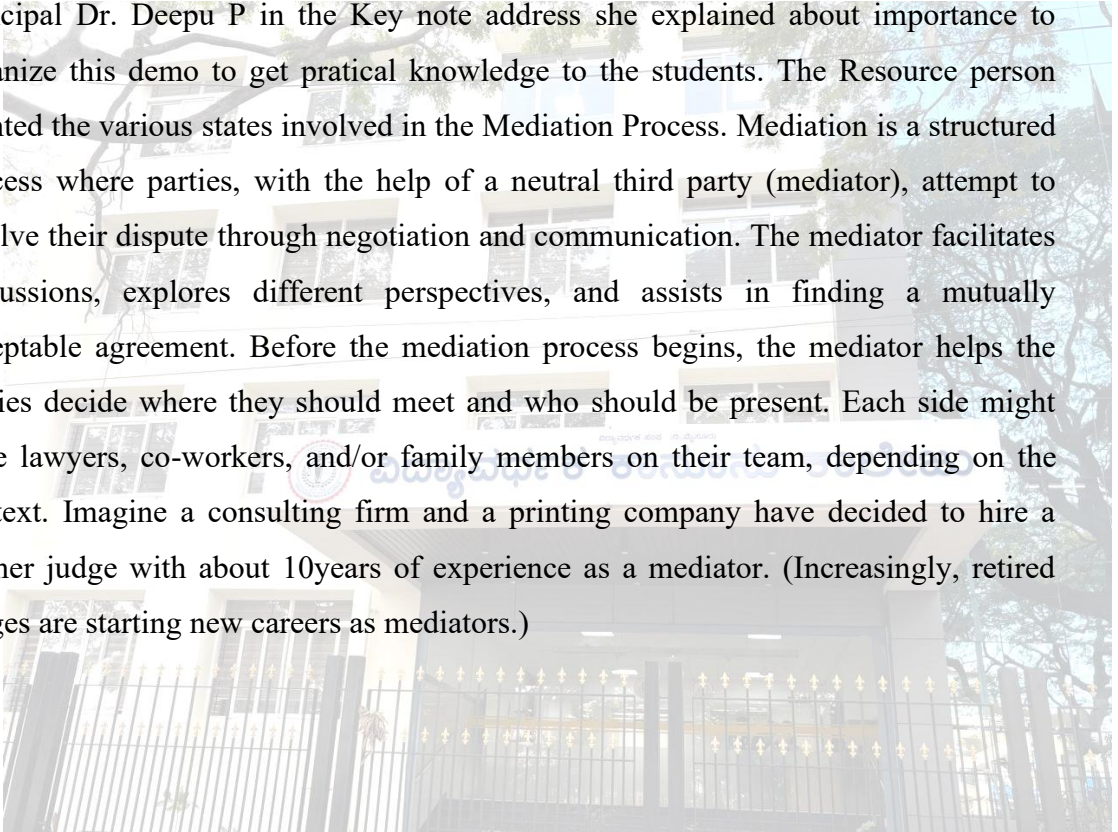 cipal Dr. Deepu P in the Key note address she explained about importance to
anize this demo to get pratical knowledge to the students. The Resource person
ted the various states involved in the Mediation Process. Mediation is a structured
cess where parties, with the help of a neutral third party (mediator), attempt to
lve their dispute through negotiation and communication. The mediator facilitates
ussions, explores different perspectives, and assists in finding a mutually
eptable agreement. Before the mediation process begins, the mediator helps the
ies decide where they should meet and who should be present. Each side might
e lawyers, co-workers, and/or family members on their team, depending on the
text. Imagine a consulting firm and a printing company have decided to hire a
ner judge with about 10years of experience as a mediator. (Increasingly, retired
ges are starting new careers as mediators.)
ವಿದ್ಯಾವರ್ಧಕ ಕಾನೂನು ಕಾಲೇಜು